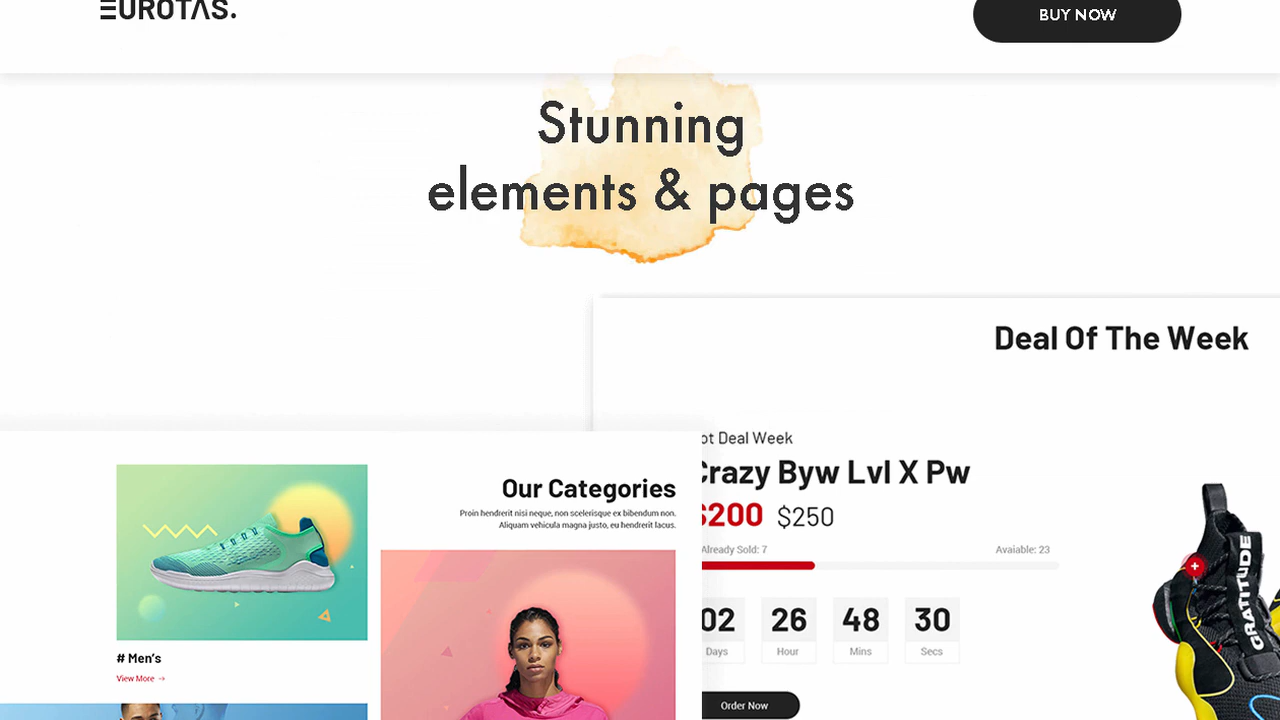 EUROTAS.
BUY NOW
Stunning
elements & pages
Deal Of The Week
ot Deal Week
Crazy Byw Lvl X Pw
$200 $250
Already Sold: 7
Avaiable: 23
02 26 48 30
Days Hour Mins Secs
Order Now
GRATITUDE
Our Categories
Proin hendrerit nisi neque, non scelerisque ex bibendum non.
Aliquam vehicula magna justo, eu hendrerit lacus.
# Men's
View More →